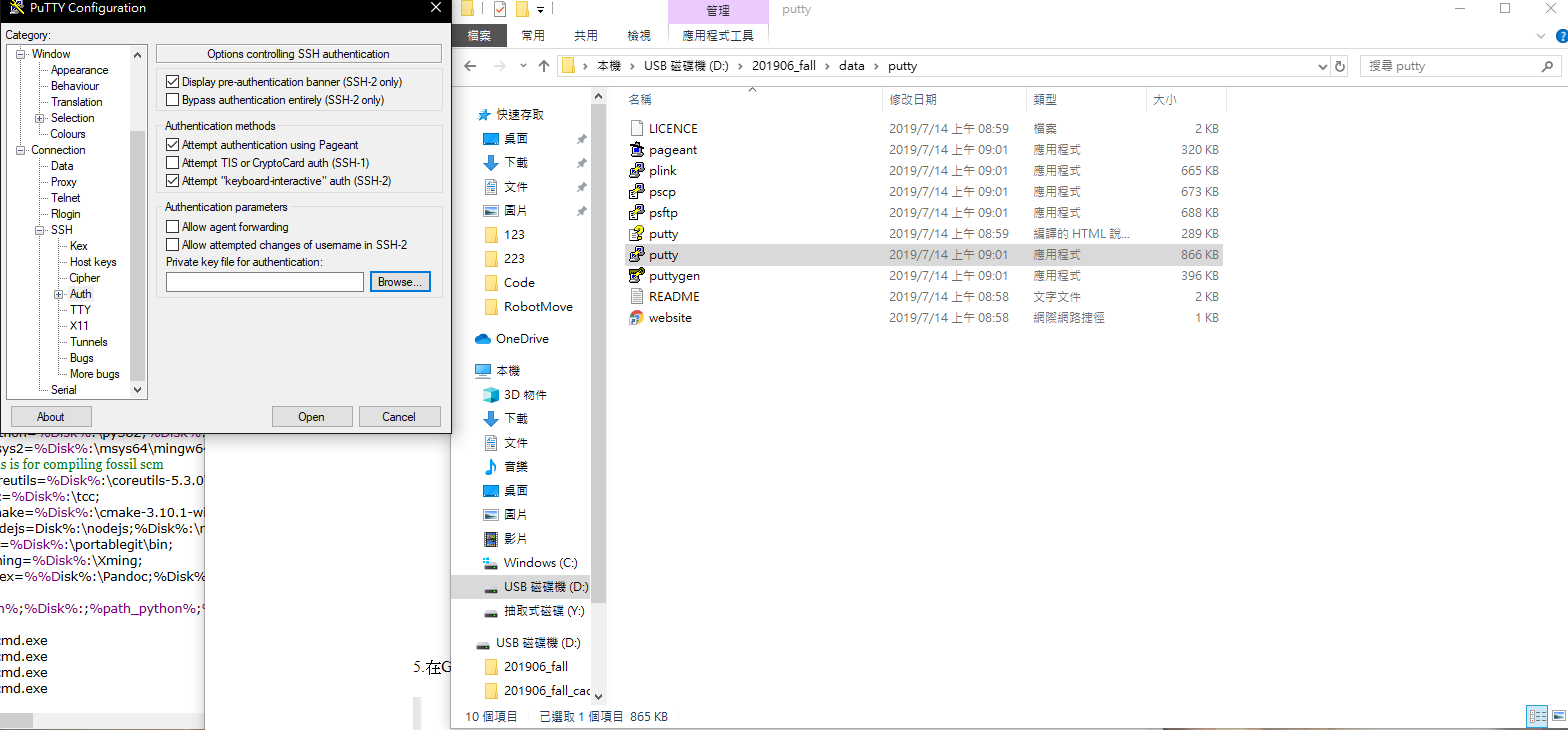 PuTTY Configuration
Category:
Window
Appearance
Behaviour
Translation
Selection
Colours
Connection
Data
Proxy
Telnet
Rlogin
SSH
Kex
Host keys
Cipher
Auth
TTY
X11
Tunnels
Bugs
More bugs
Serial
Options controlling SSH authentication
Display pre-authentication banner (SSH-2 only)
Bypass authentication entirely (SSH-2 only)
Authentication methods
Attempt authentication using Pageant
Attempt TIS or CryptoCard auth (SSH-1)
Attempt "keyboard-interactive" auth (SSH-2)
Authentication parameters
Allow agent forwarding
Allow attempted changes of username in SSH-2
Private key file for authentication:
Browse...
About
Open
Cancel
sys2=%Disk%:\msys64\mingw6
s is for compiling fossil scm
reutils=%Disk%:\coreutils-5.3.0
=%Disk%:\tcc;
make=%Disk%:\cmake-3.10.1-wi
dejs=Disk%:\nodejs;%Disk%:\
=%Disk%:\portablegit\bin;
ning=%Disk%:\Xming;
ex=%%Disk%:\Pandoc;%Disk%
n%;%Disk%:;%path_python%;
cmd.exe
cmd.exe
cmd.exe
cmd.exe
5.在G
管理
putty
檔案
常用
共用
檢視
應用程式工具
本機 > USB 磁碟機 (D:) > 201906_fall > data > putty
搜尋 putty
快速存取
桌面
下載
文件
圖片
123
223
Code
RobotMove
OneDrive
本機
3D 物件
下載
文件
音樂
桌面
圖片
影片
Windows (C:)
USB 磁碟機 (D:)
抽取式磁碟 (Y:)
USB 磁碟機 (D:)
201906_fall
201906_fall_cad
名稱 修改日期 類型 大小
LICENCE 2019/7/14 上午 08:59 檔案 2 KB
pageant 2019/7/14 上午 09:01 應用程式 320 KB
plink 2019/7/14 上午 09:01 應用程式 665 KB
pscp 2019/7/14 上午 09:01 應用程式 673 KB
psftp 2019/7/14 上午 09:01 應用程式 688 KB
putty 2019/7/14 上午 08:59 編譯的 HTML 說... 289 KB
putty 2019/7/14 上午 09:01 應用程式 866 KB
puttygen 2019/7/14 上午 09:01 應用程式 396 KB
README 2019/7/14 上午 08:58 文字文件 2 KB
website 2019/7/14 上午 08:58 網際網路捷徑 1 KB
10 個項目 已選取 1 個項目 865 KB